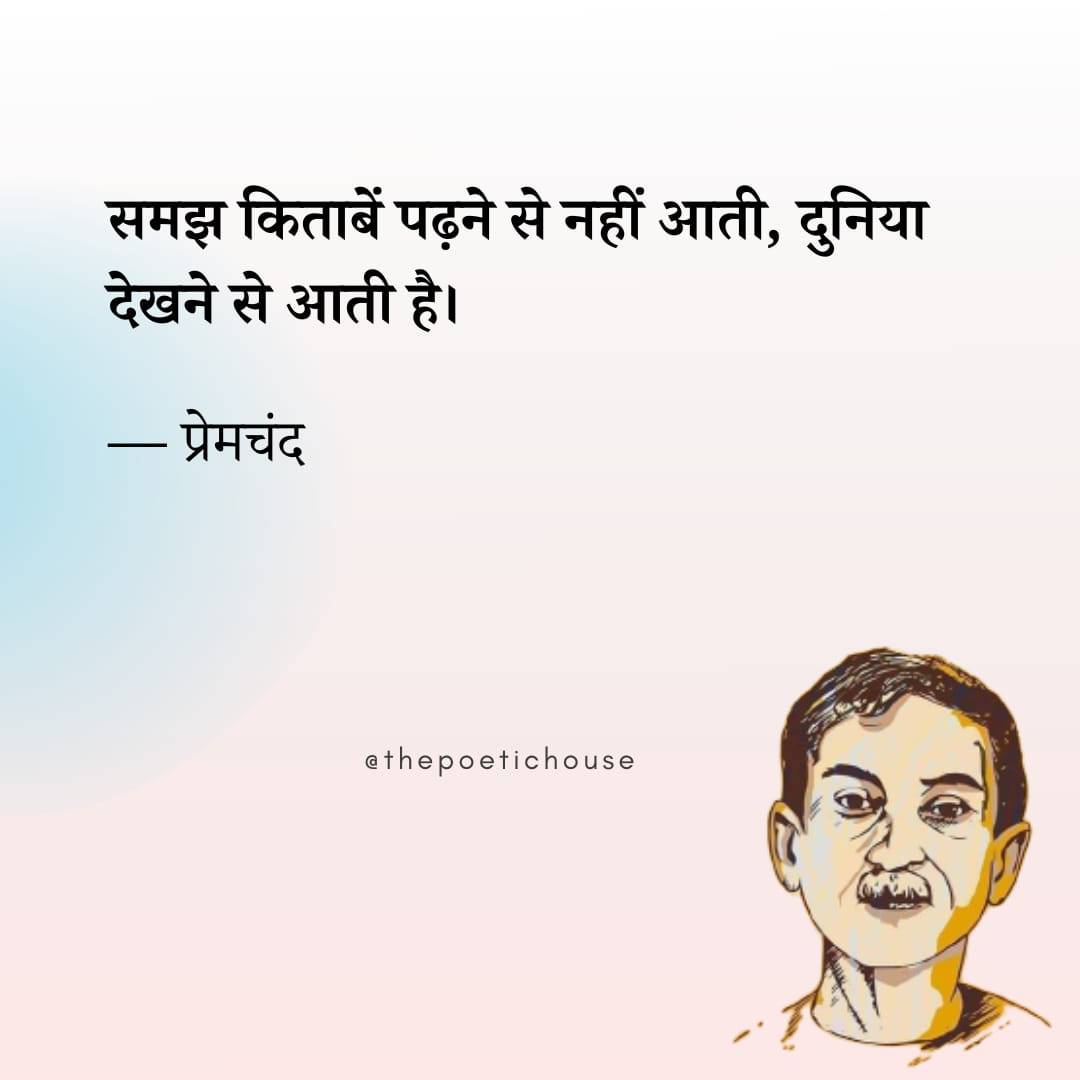 समझ किताबें पढ़ने से नहीं आती, दुनिया
देखने से आती है।
— प्रेमचंद
@thepoetichouse